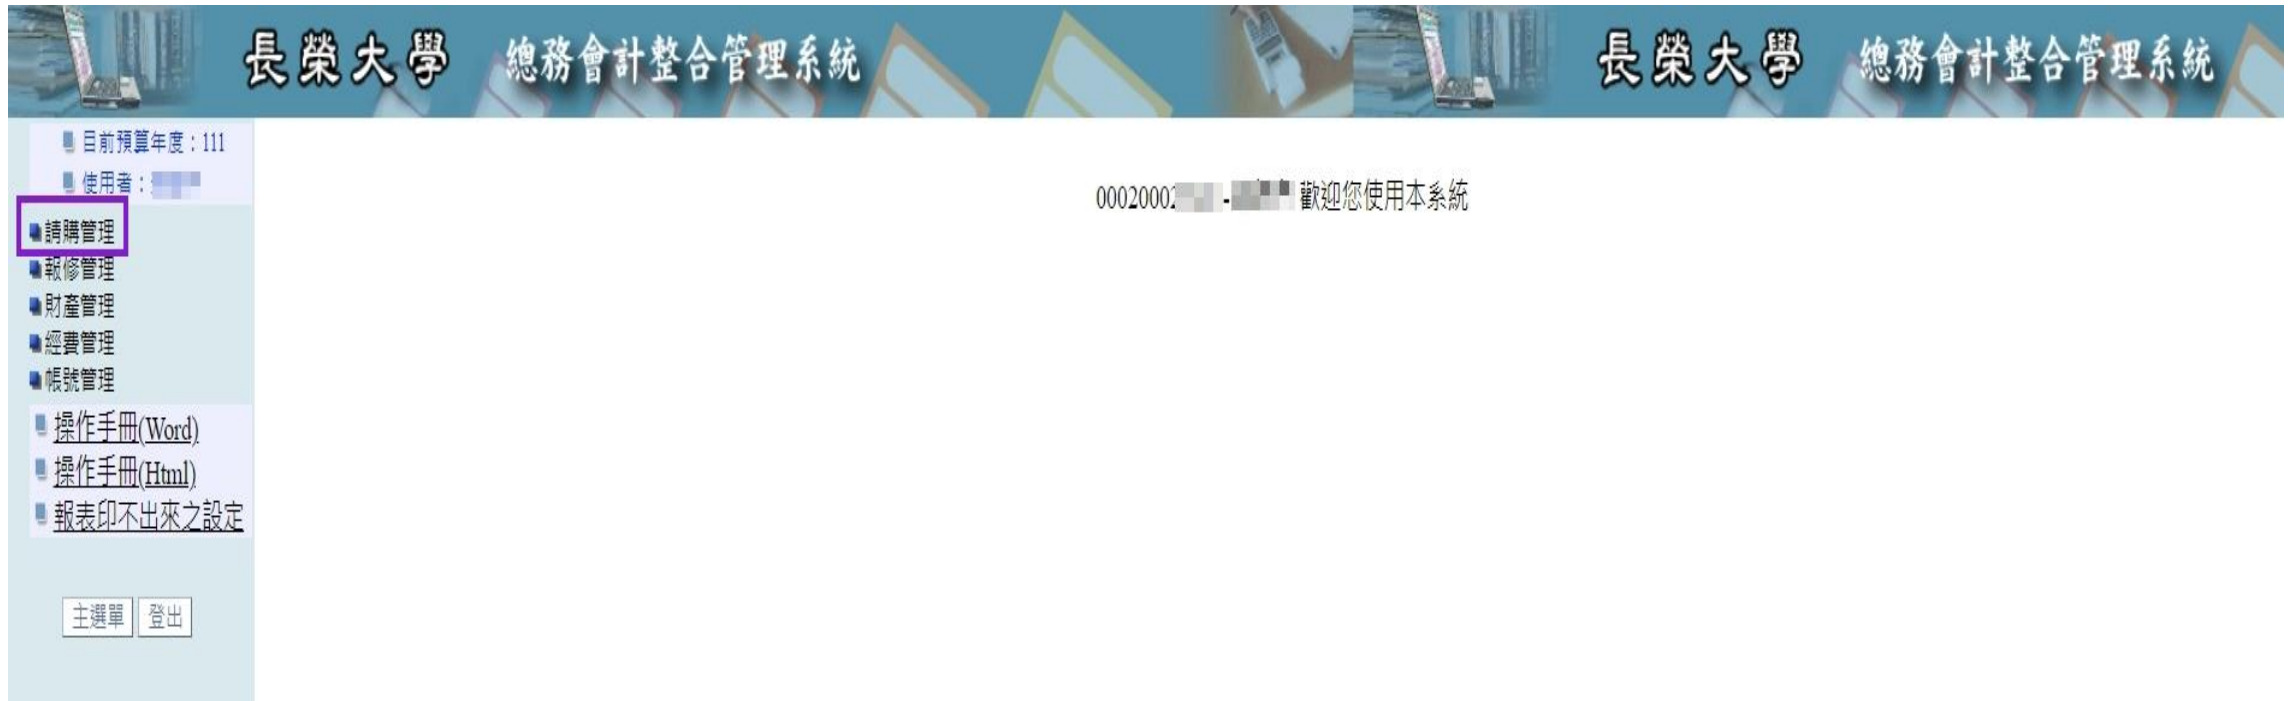 長榮大學 總務會計整合管理系統 長榮大學 總務會計整合管理系統
目前預算年度：111
使用者：
0002000 - 歡迎您使用本系統
請購管理
報修管理
財產管理
經費管理
帳號管理
操作手冊(Word)
操作手冊(Html)
報表印不出來之設定
主選單 登出